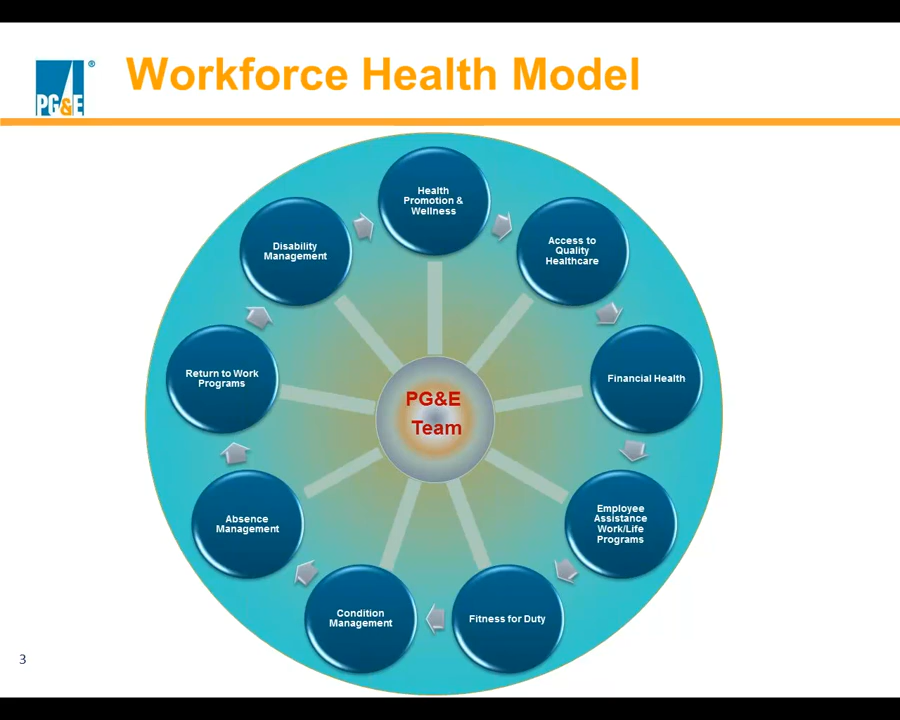 Workforce Health Model
PG&E®
Health
Promotion &
Wellness
Access to
Quality
Healthcare
Financial Health
Employee
Assistance
Work/Life
Programs
Fitness for Duty
Condition
Management
Absence
Management
Return to Work
Programs
Disability
Management
PG&E
Team
3